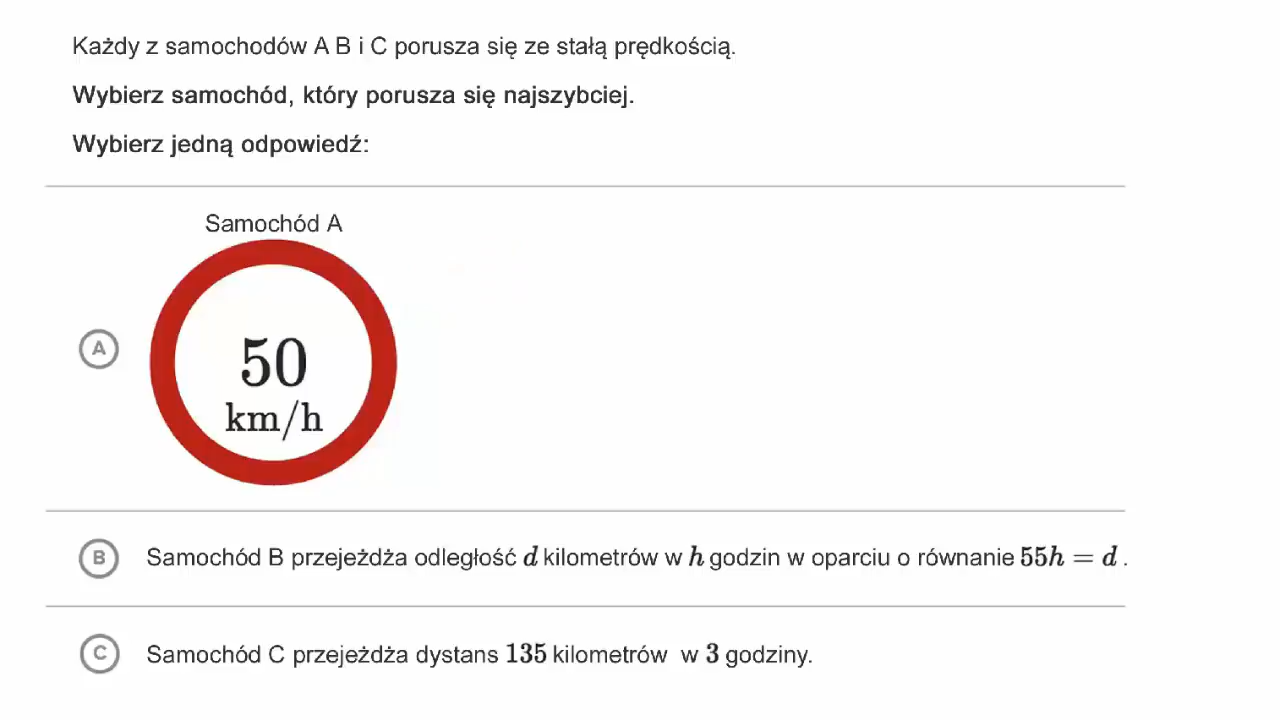 Każdy z samochodów A B i C porusza się ze stałą prędkością.
Wybierz samochód, który porusza się najszybciej.
Wybierz jedną odpowiedź:
Samochód A
A
50
km/h
B Samochód B przejeżdża odległość d kilometrów w h godzin w oparciu o równanie 55h = d .
C Samochód C przejeżdża dystans 135 kilometrów w 3 godziny.